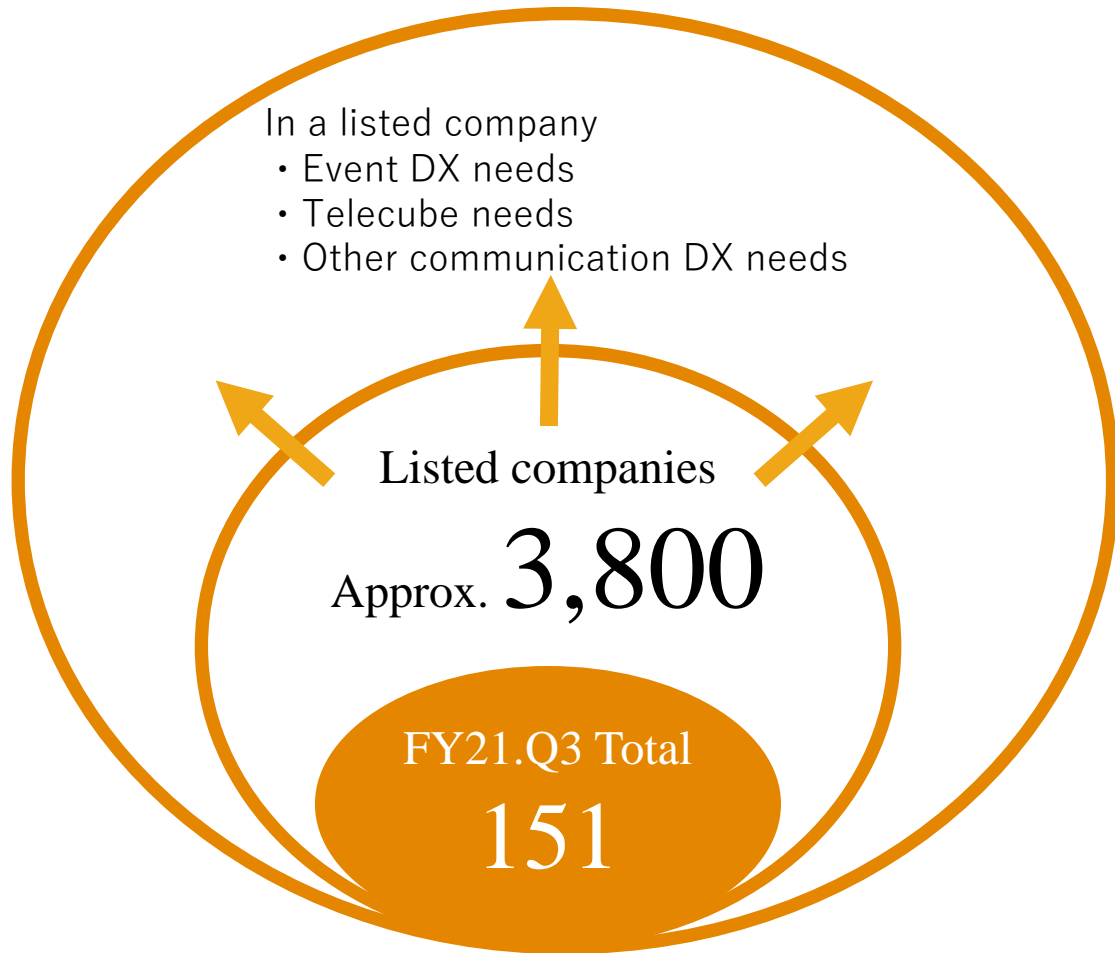 In a listed company
・Event DX needs
・Telecube needs
・Other communication DX needs
Listed companies
Approx. 3,800
FY21.Q3 Total
151